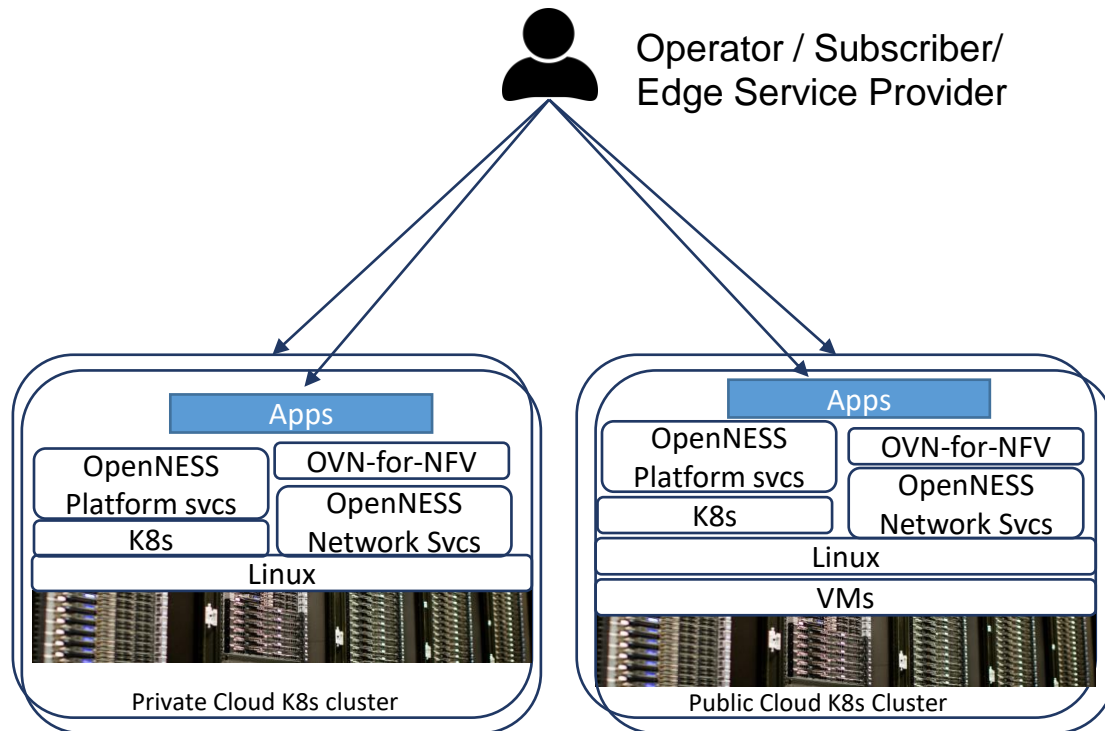 Operator / Subscriber/
Edge Service Provider
Apps
OpenNESS
Platform svcs
OVN-for-NFV
K8s
OpenNESS
Network Svcs
Linux
Private Cloud K8s cluster
Apps
OpenNESS
Platform svcs
OVN-for-NFV
K8s
OpenNESS
Network Svcs
Linux
VMs
Public Cloud K8s Cluster